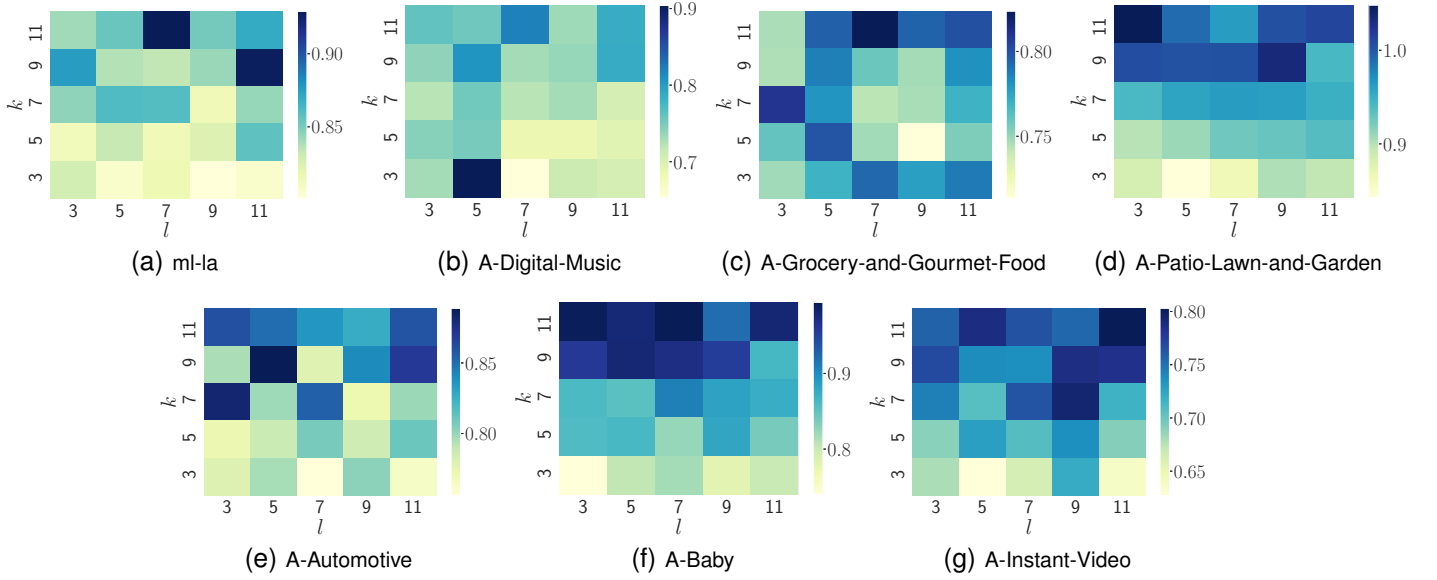 k
11
9
7
5
3
3 5 7 9 11
l
0.90
0.85
(a) ml-la
k
11
9
7
5
3
3 5 7 9 11
l
0.9
0.8
0.7
(b) A-Digital-Music
k
11
9
7
5
3
3 5 7 9 11
l
0.80
0.75
(c) A-Grocery-and-Gourmet-Food
k
11
9
7
5
3
3 5 7 9 11
l
1.0
0.9
(d) A-Patio-Lawn-and-Garden
k
11
9
7
5
3
3 5 7 9 11
l
0.85
0.80
(e) A-Automotive
k
11
9
7
5
3
3 5 7 9 11
l
0.9
0.8
(f) A-Baby
k
11
9
7
5
3
3 5 7 9 11
l
0.80
0.75
0.70
0.65
(g) A-Instant-Video